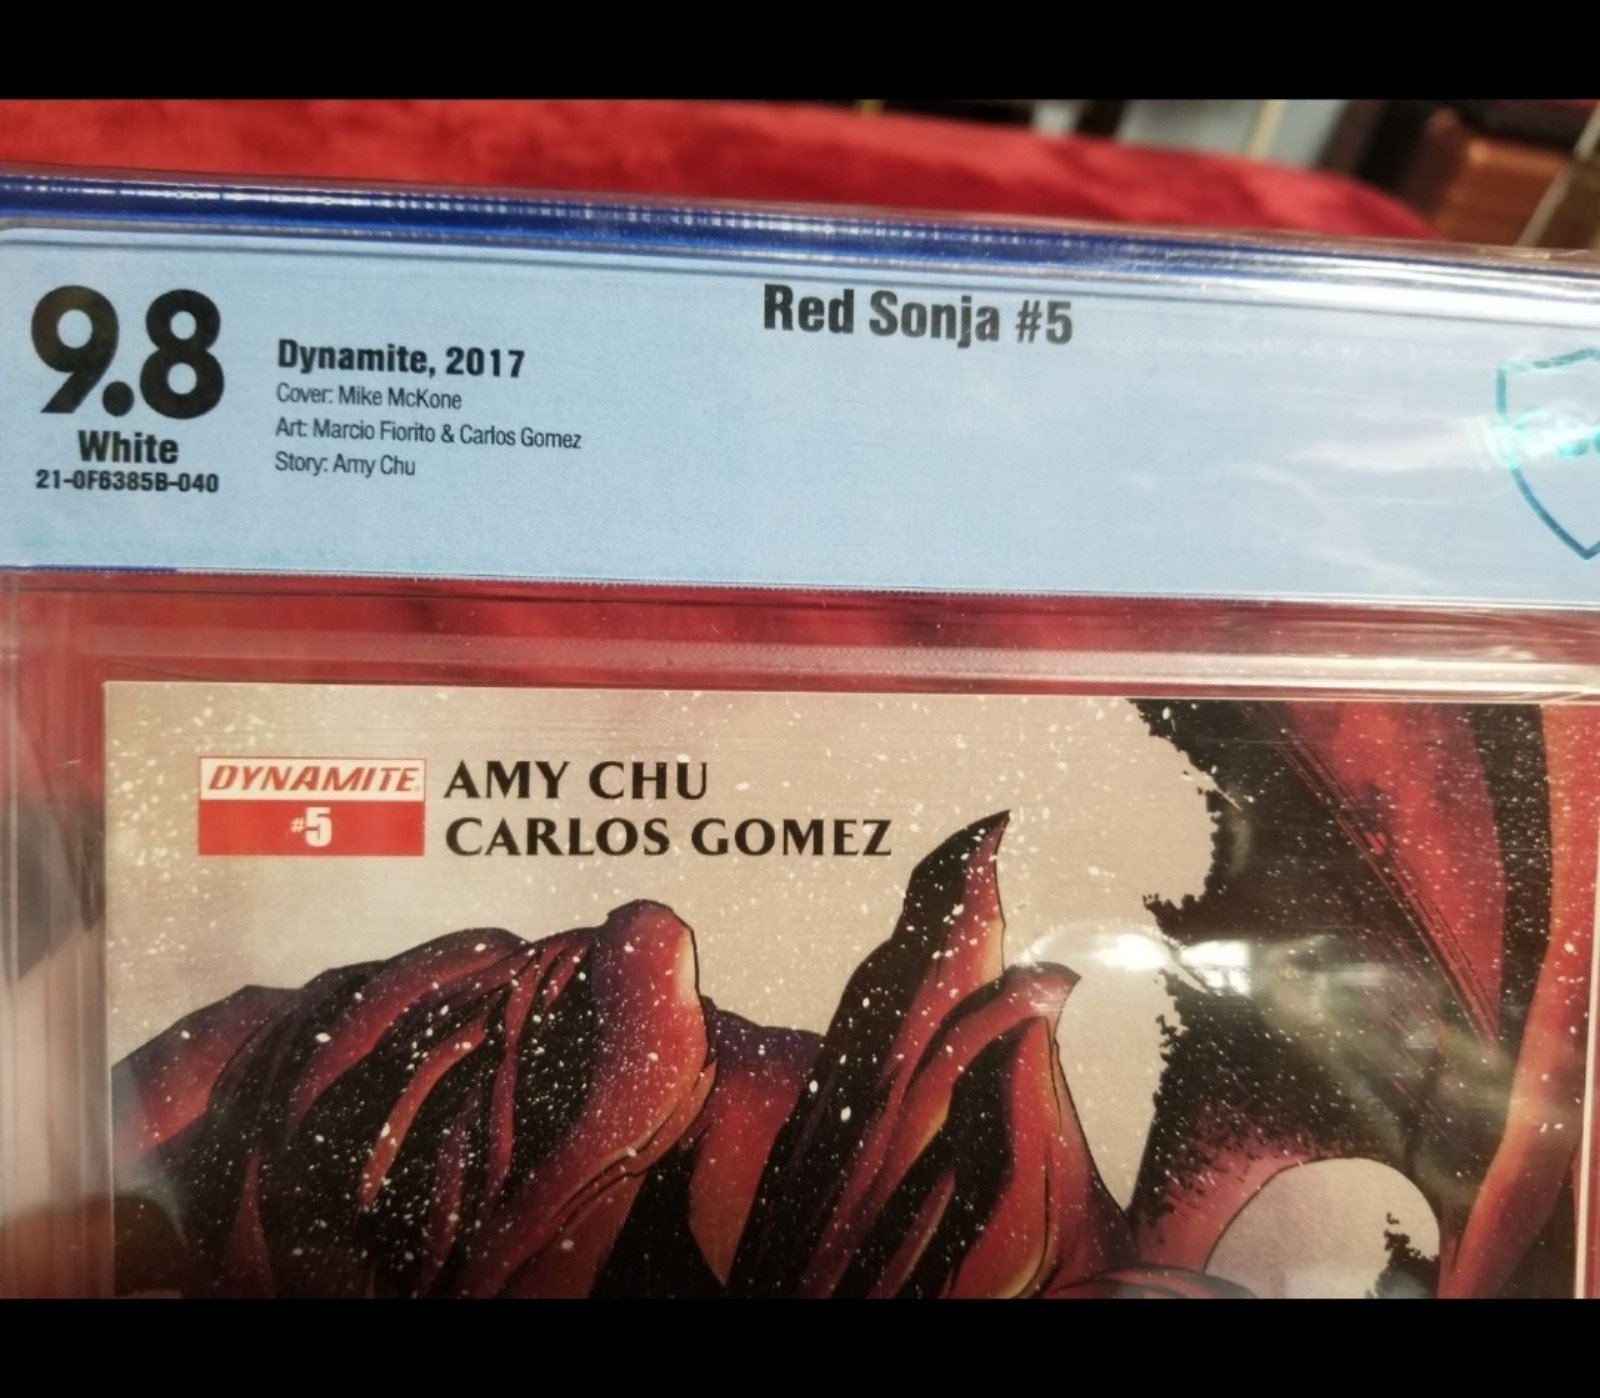 Red Sonja #5
9.8
White
21-0F6385B-040
Dynamite, 2017
Cover: Mike McKone
Art: Marcio Fiorito & Carlos Gomez
Story: Amy Chu
DYNAMITE
#5
AMY CHU
CARLOS GOMEZ